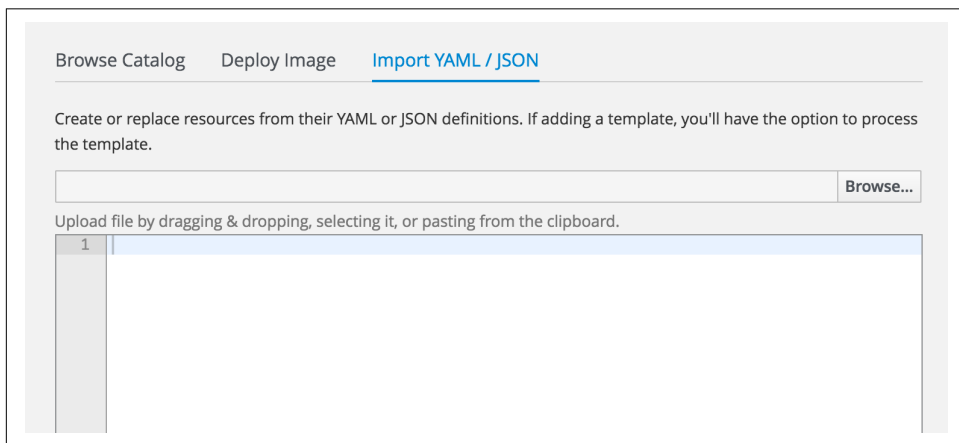 Browse Catalog Deploy Image Import YAML / JSON
Create or replace resources from their YAML or JSON definitions. If adding a template, you'll have the option to process
the template.
Browse...
Upload file by dragging & dropping, selecting it, or pasting from the clipboard.
1